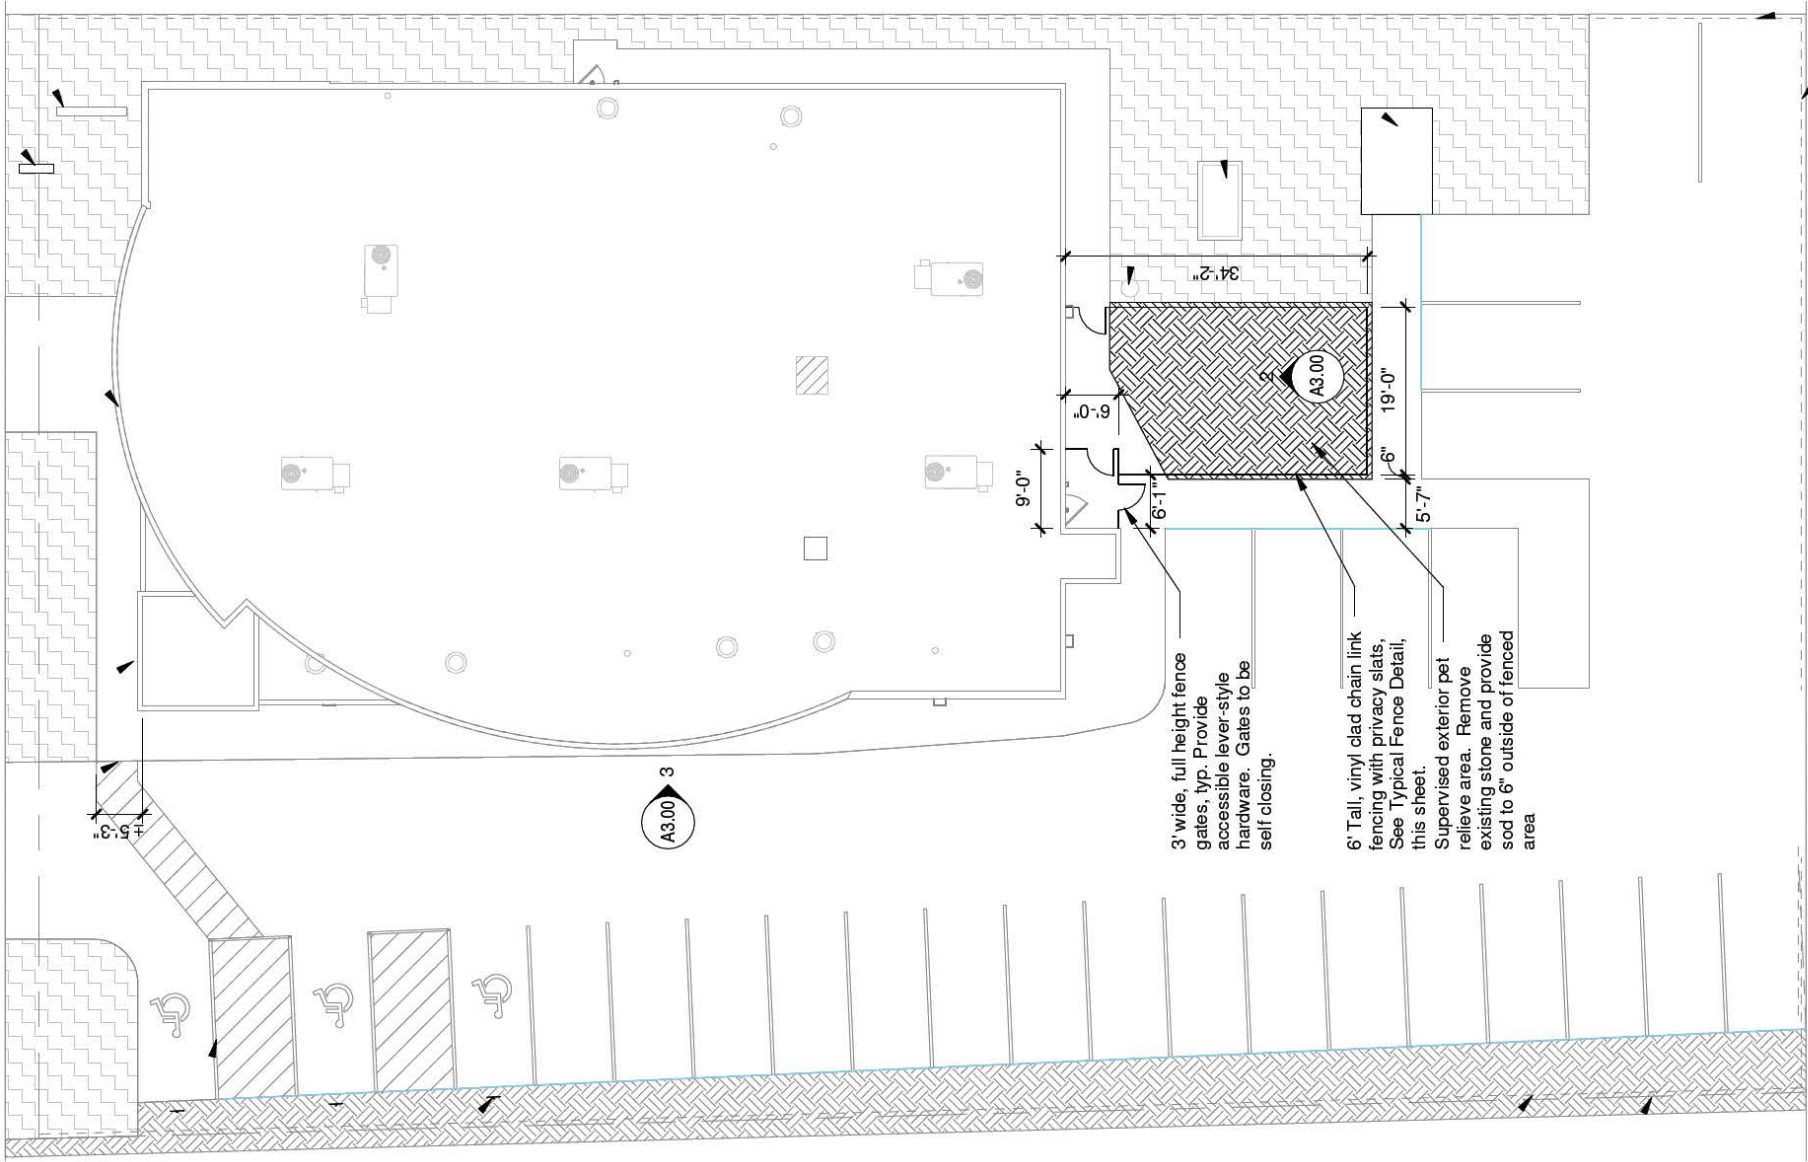 34'-2"
6'-0"
9'-0"
2
A3.00
19'-0"
6"
6'-1"
5'-7"
3
A3.00
± 5'-3"
3' wide, full height fence
gates, typ. Provide
accessible lever-style
hardware. Gates to be
self closing.
6' Tall, vinyl clad chain link
fencing with privacy slats,
See Typical Fence Detail,
this sheet.
Supervised exterior pet
relieve area. Remove
existing stone and provide
sod to 6" outside of fenced
area